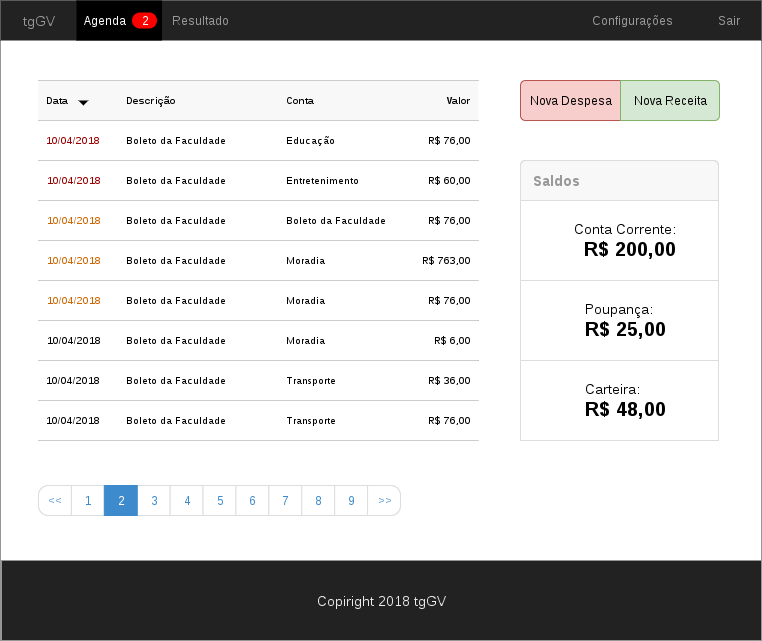 tgGV Agenda 2 Resultado Configurações Sair
Data Descrição Conta Valor
10/04/2018 Boleto da Faculdade Educação R$ 76,00
10/04/2018 Boleto da Faculdade Entretenimento R$ 60,00
10/04/2018 Boleto da Faculdade Boleto da Faculdade R$ 76,00
10/04/2018 Boleto da Faculdade Moradia R$ 763,00
10/04/2018 Boleto da Faculdade Moradia R$ 76,00
10/04/2018 Boleto da Faculdade Moradia R$ 6,00
10/04/2018 Boleto da Faculdade Transporte R$ 36,00
10/04/2018 Boleto da Faculdade Transporte R$ 76,00
<< 1 2 3 4 5 6 7 8 9 >>
Nova Despesa Nova Receita
Saldos
Conta Corrente:
R$ 200,00
Poupança:
R$ 25,00
Carteira:
R$ 48,00
Copiright 2018 tgGV